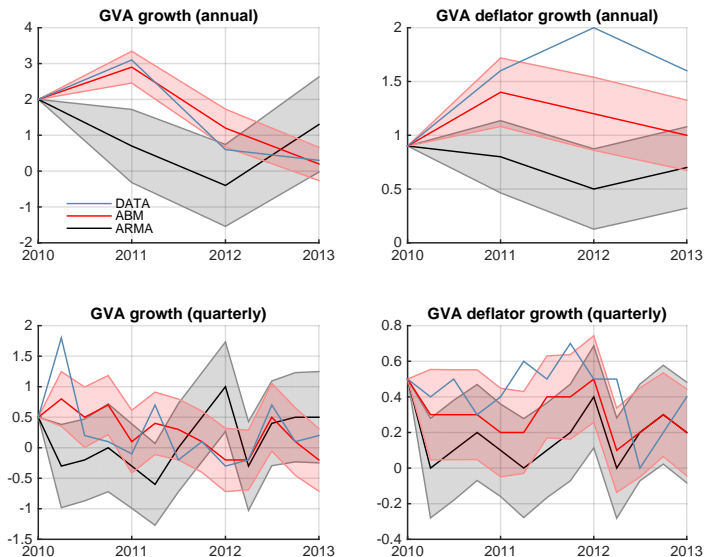 GVA growth (annual)
4
3
2
1
0
-1
-2
2010 2011 2012 2013
DATA
ABM
ARMA
GVA deflator growth (annual)
2
1.5
1
0.5
0
2010 2011 2012 2013
GVA growth (quarterly)
2
1.5
1
0.5
0
-0.5
-1
-1.5
2010 2011 2012 2013
GVA deflator growth (quarterly)
0.8
0.6
0.4
0.2
0
-0.2
-0.4
2010 2011 2012 2013